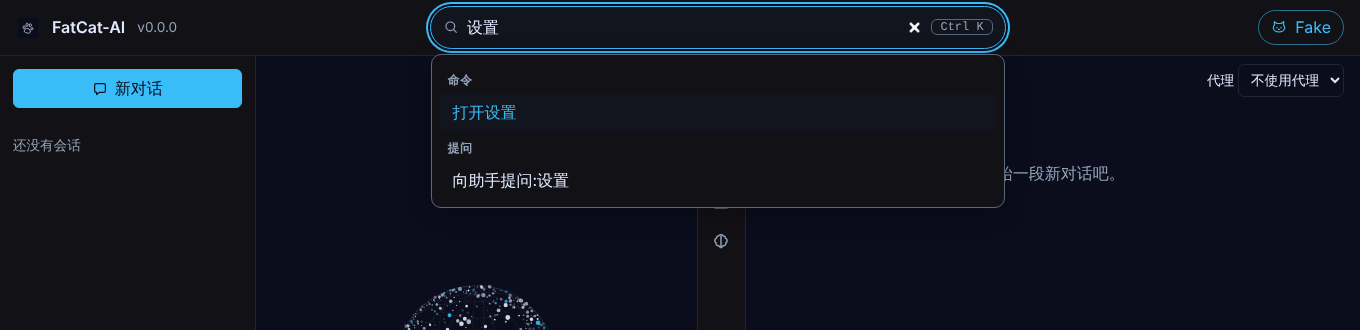 FatCat-AI v0.0.0
设置
Ctrl K
Fake
新对话
还没有会话
命令
打开设置
提问
向助手提问:设置
代理 不使用代理
一段新对话吧。